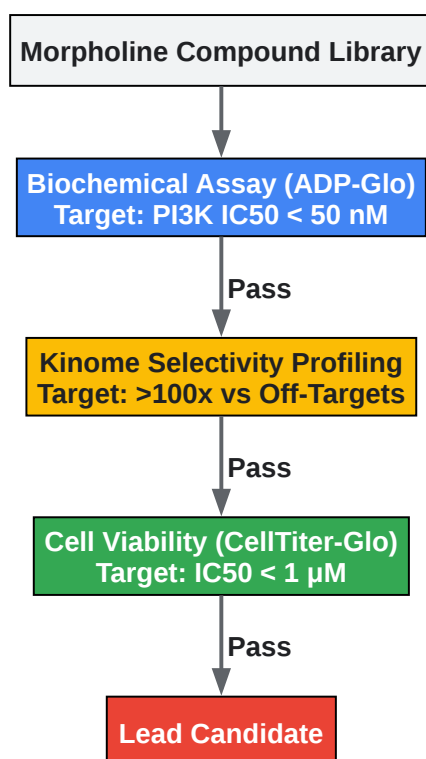 Morpholine Compound Library
Biochemical Assay (ADP-Glo)
Target: PI3K IC50 < 50 nM
Pass
Kinome Selectivity Profiling
Target: >100x vs Off-Targets
Pass
Cell Viability (CellTiter-Glo)
Target: IC50 < 1 μM
Pass
Lead Candidate